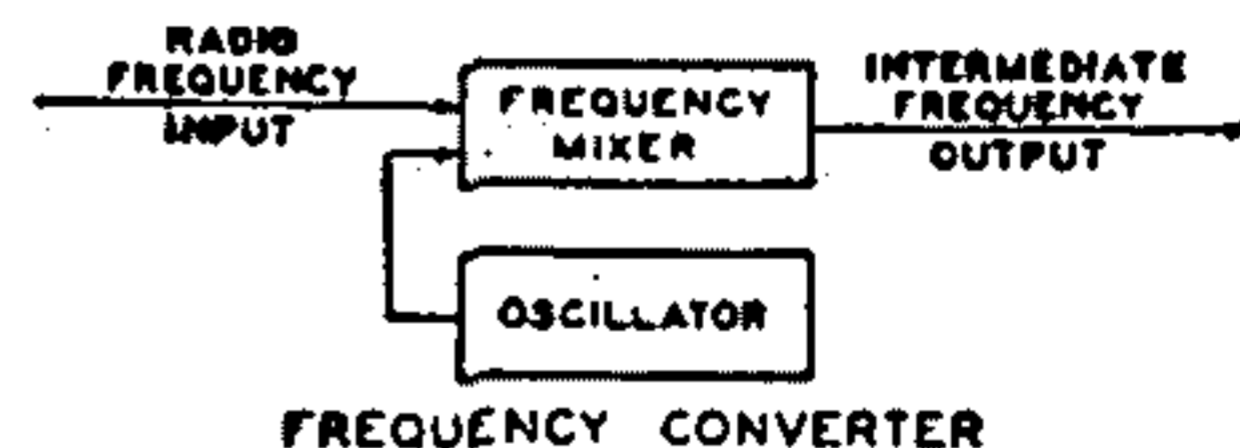 RADIO
FREQUENCY
INPUT
FREQUENCY
MIXER
INTERMEDIATE
FREQUENCY
OUTPUT
OSCILLATOR
FREQUENCY CONVERTER